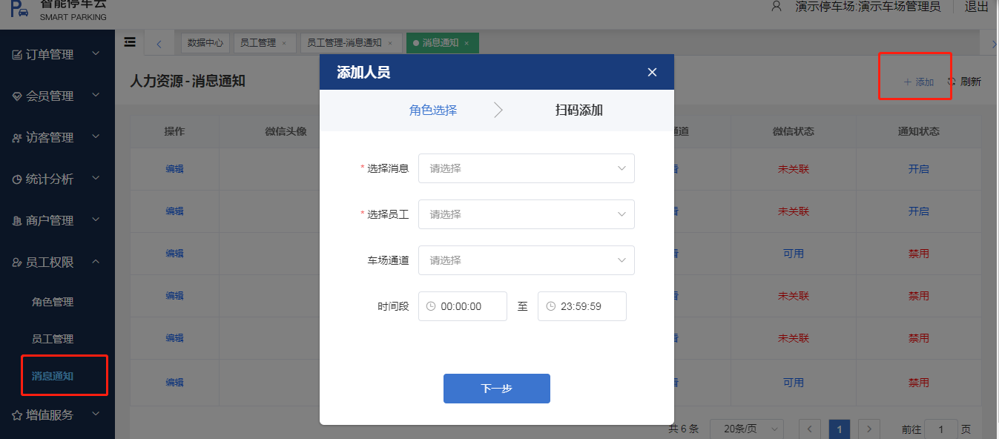 智能停车云
SMART PARKING
演示停车场:演示车场管理员 退出
订单管理
会员管理
访客管理
统计分析
商户管理
员工权限
角色管理
员工管理
消息通知
增值服务
数据中心 员工管理 × 员工管理-消息通知 × 消息通知 ×
人力资源-消息通知
+ 添加 刷新
操作 微信头像 通道 微信状态 通知状态
编辑 看 未关联 开启
编辑 看 未关联 开启
编辑 看 可用 禁用
编辑 看 未关联 禁用
编辑 看 未关联 禁用
编辑 看 可用 禁用
共 6 条 20条/页 1 前往 1 页
添加人员
角色选择 扫码添加
* 选择消息 请选择
* 选择员工 请选择
车场通道 请选择
时间段 00:00:00 至 23:59:59
下一步